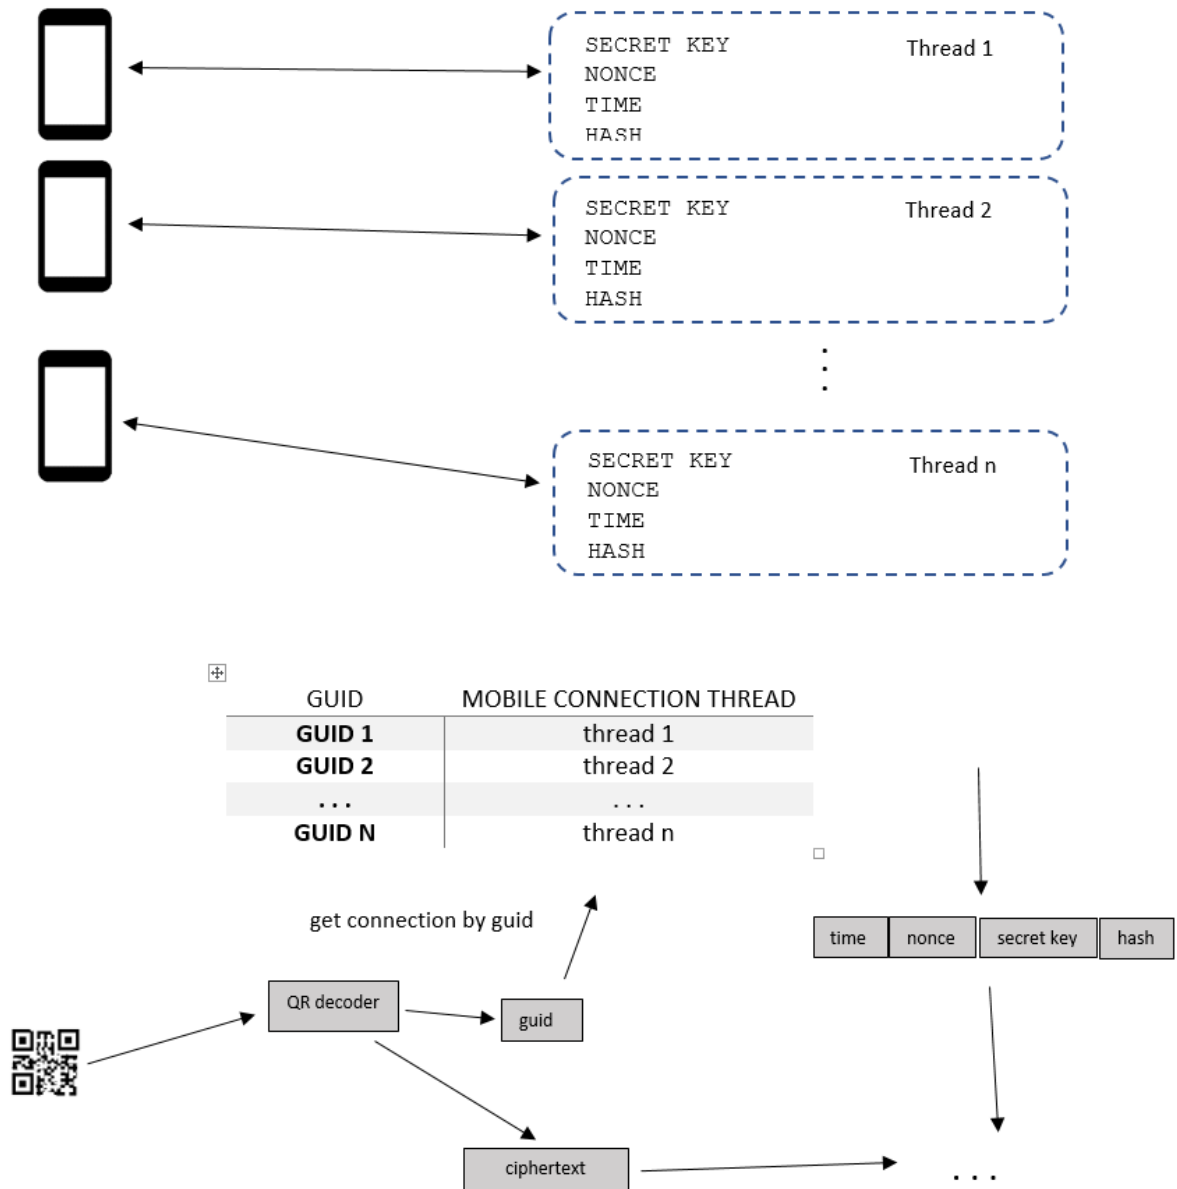 SECRET KEY
Thread 1
NONCE
TIME
HASH
SECRET KEY
Thread 2
NONCE
TIME
HASH
.
.
.
SECRET KEY
Thread n
NONCE
TIME
HASH
GUID MOBILE CONNECTION THREAD
GUID 1 thread 1
GUID 2 thread 2
. . . . . .
GUID N thread n
get connection by guid
time nonce secret key hash
QR decoder
guid
ciphertext
. . .